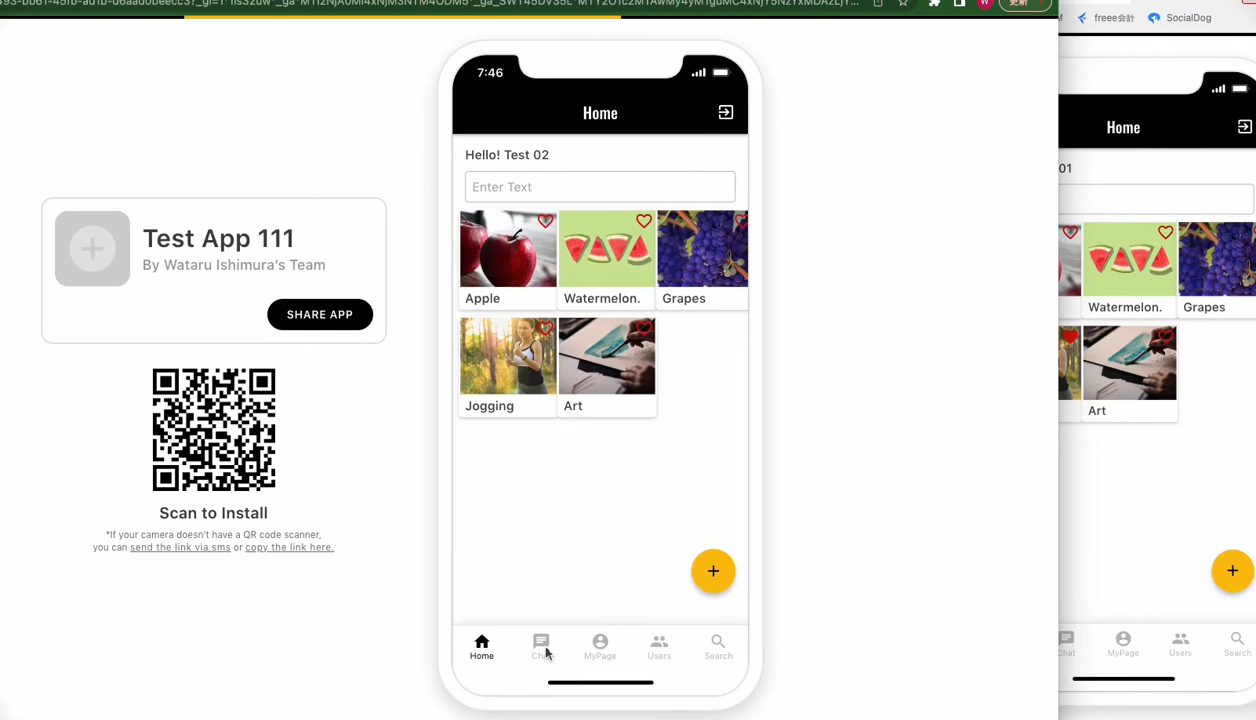 更新
freee会計
SocialDog
7:46
Home
Hello! Test 02
Enter Text
Apple
Watermelon.
Grapes
Jogging
Art
Home
MyPage
Users
Search
Test App 111
By Wataru Ishimura's Team
SHARE APP
Scan to Install
*If your camera doesn't have a QR code scanner,
you can send the link via sms or copy the link here.
Home
01
Watermelon.
Grapes
Art
Chat
MyPage
Users
Search